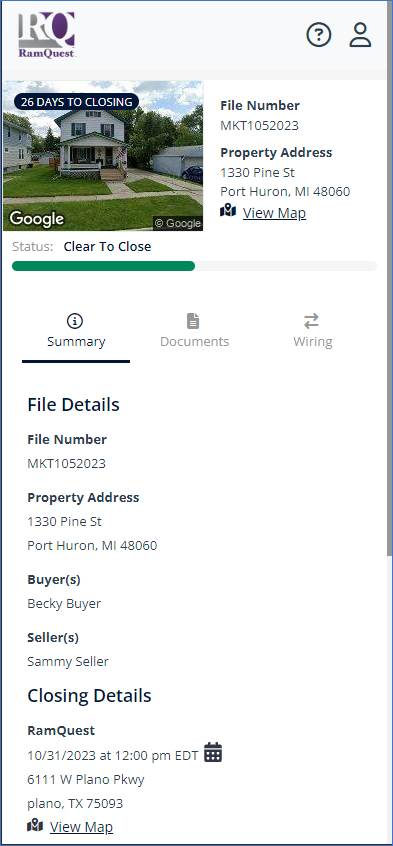 RQ
RamQuest
26 DAYS TO CLOSING
Google
© Google
File Number
MKT1052023
Property Address
1330 Pine St
Port Huron, MI 48060
View Map
Status: Clear To Close
Summary
Documents
Wiring
File Details
File Number
MKT1052023
Property Address
1330 Pine St
Port Huron, MI 48060
Buyer(s)
Becky Buyer
Seller(s)
Sammy Seller
Closing Details
RamQuest
10/31/2023 at 12:00 pm EDT
6111 W Plano Pkwy
plano, TX 75093
View Map